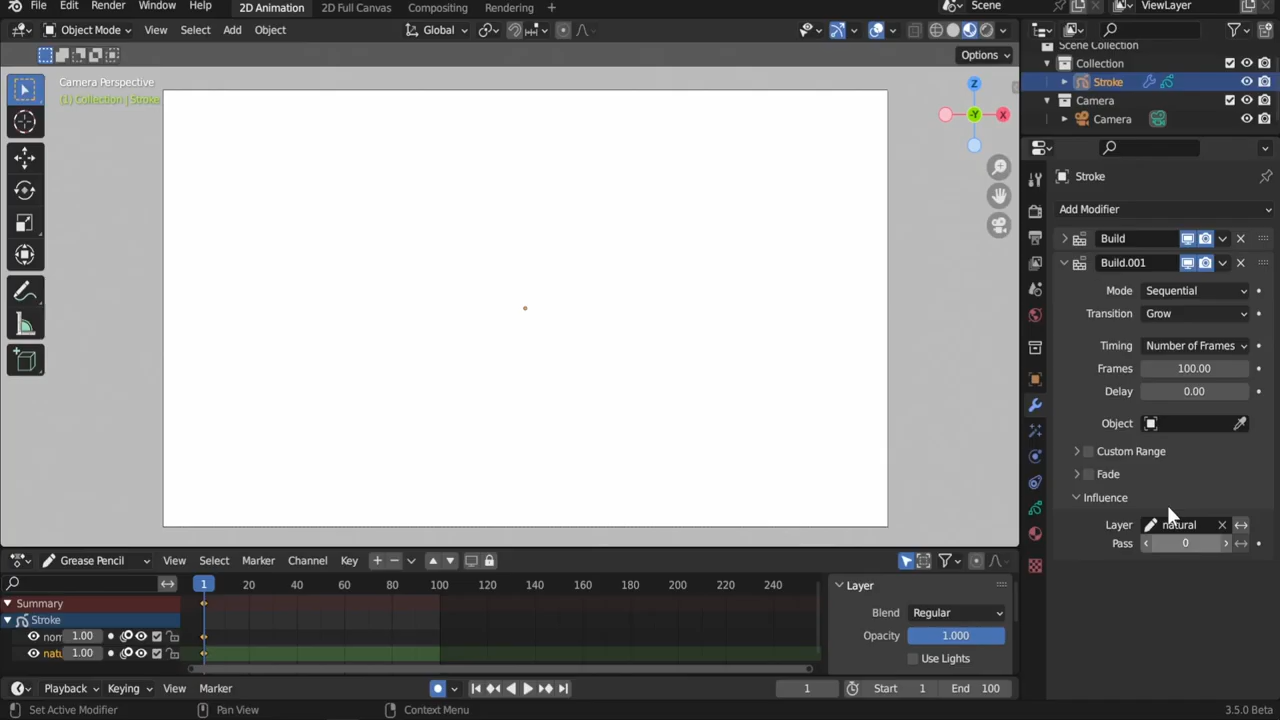 File Edit Render Window Help 2D Animation 2D Full Canvas Compositing Rendering + Scene ViewLayer
Object Mode View Select Add Object Global
Options
Camera Perspective
(1) Collection | Stroke
Z
-Y
X
Scene Collection
Collection
Stroke
Camera
Camera
Stroke
Add Modifier
Build
Build.001
Mode Sequential
Transition Grow
Timing Number of Frames
Frames 100.00
Delay 0.00
Object
Custom Range
Fade
Influence
Layer natural
Pass 0
Grease Pencil View Select Marker Channel Key
1 20 40 60 80 100 120 140 160 180 200 220 240
Summary
Stroke
1.00
natu 1.00
Layer
Blend Regular
Opacity 1.000
Use Lights
Playback Keying View Marker 1 Start 1 End 100
Set Active Modifier Pan View Context Menu 3.5.0 Beta